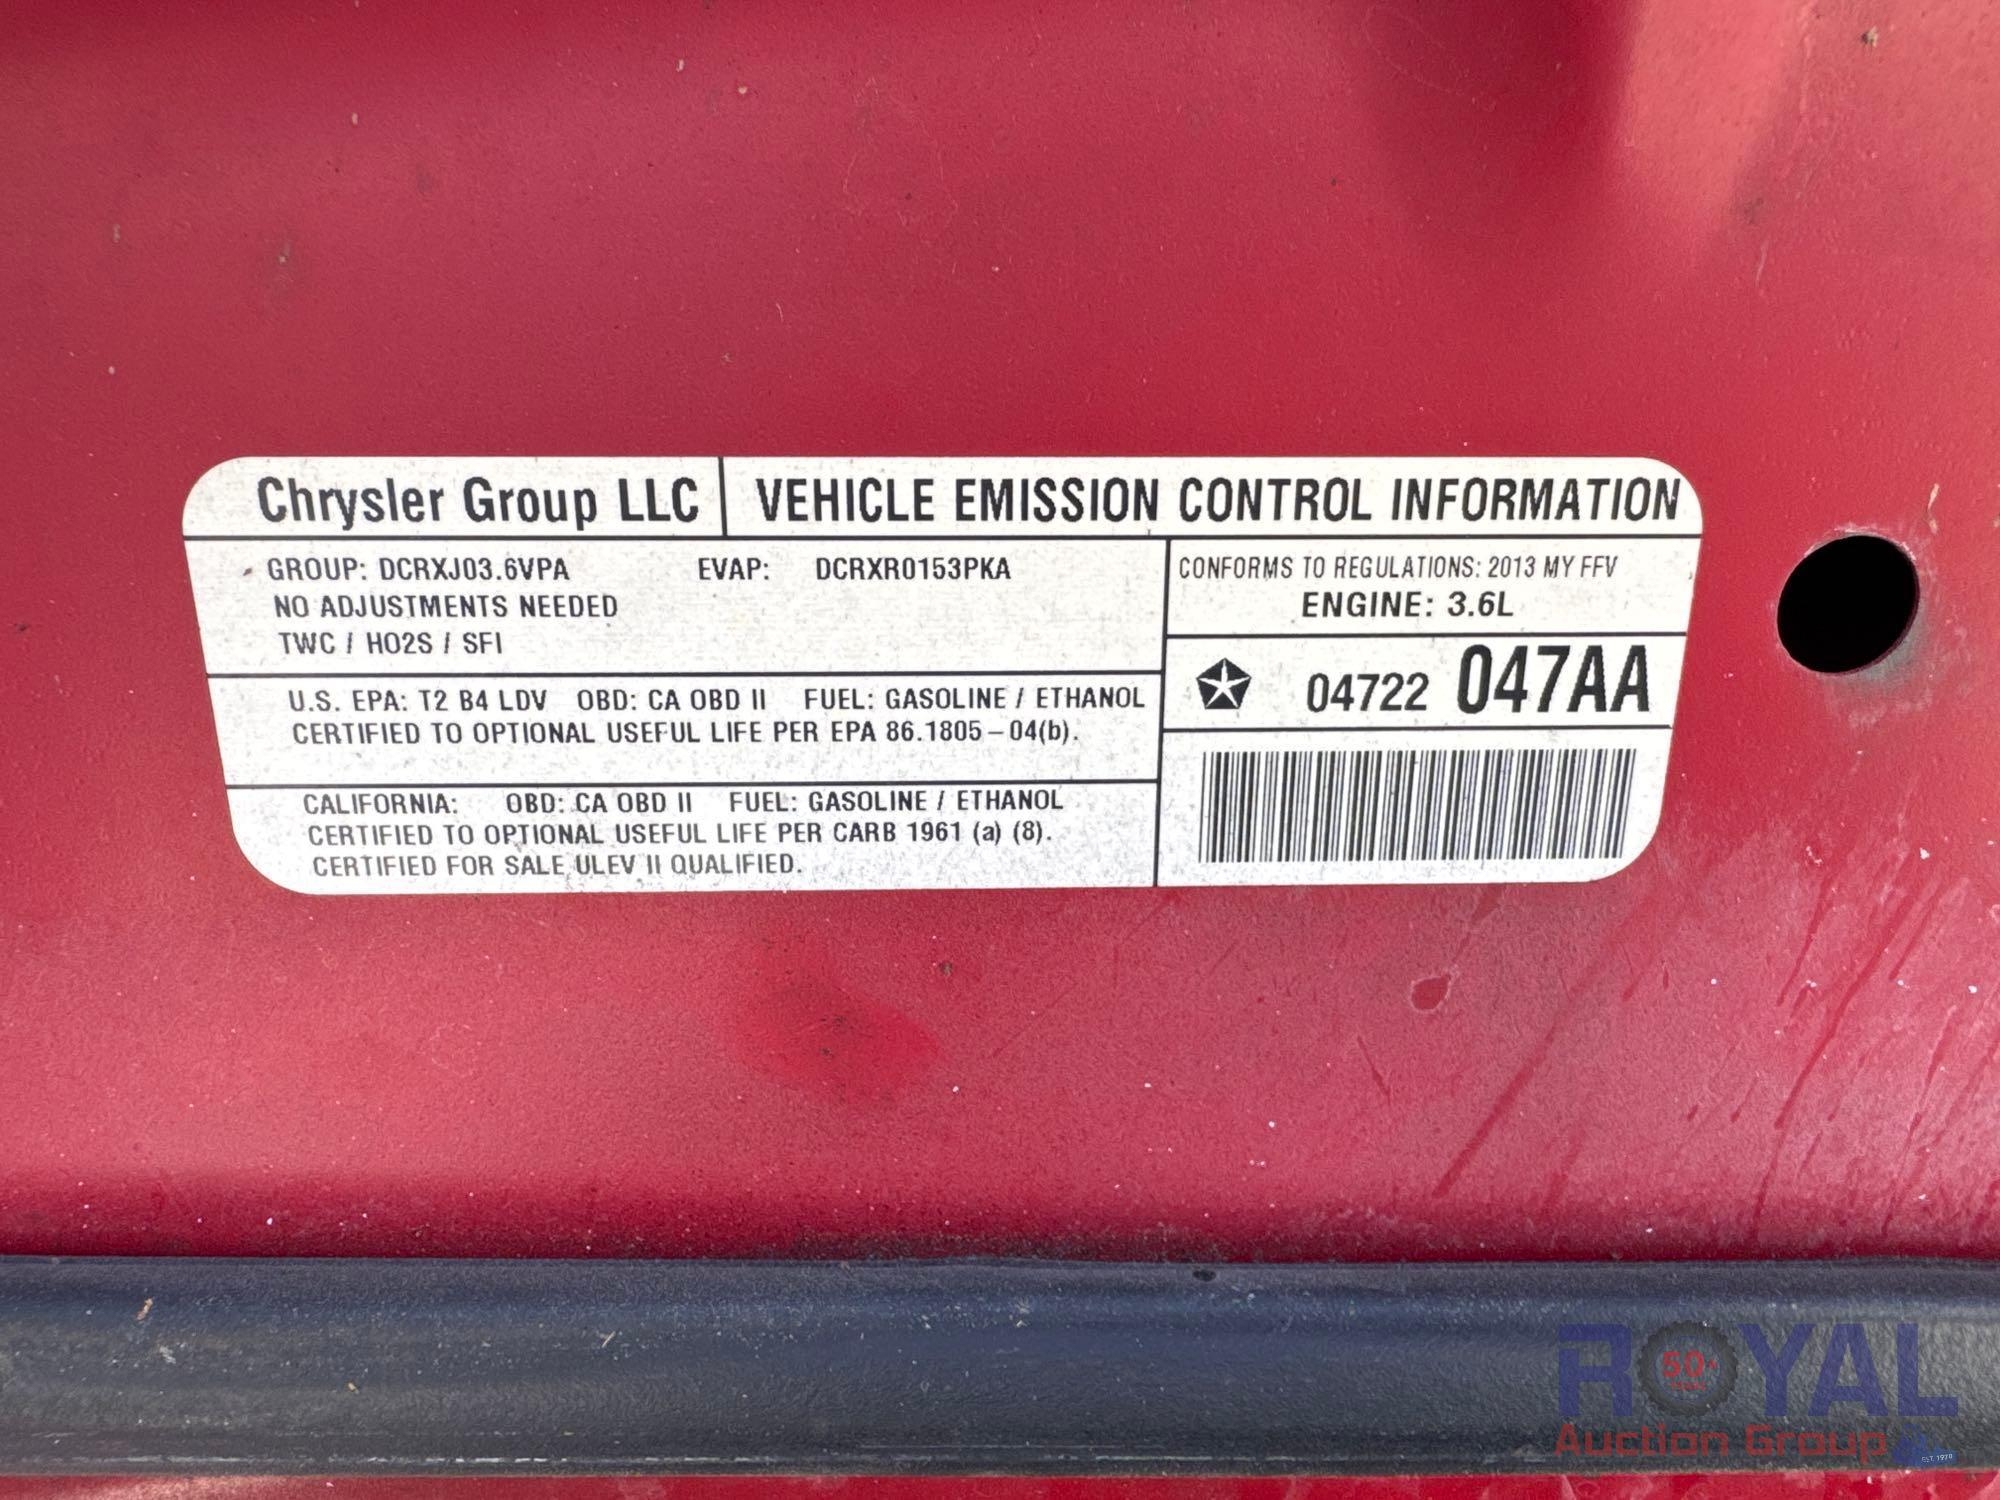 Chrysler Group LLC VEHICLE EMISSION CONTROL INFORMATION
GROUP: DCRXJ03.6VPA EVAP: DCRXR0153PKA
NO ADJUSTMENTS NEEDED
TWC / HO2S / SFI
CONFORMS TO REGULATIONS: 2013 MY FFV
ENGINE: 3.6L
04722 047AA
U.S. EPA: T2 B4 LDV OBD: CA OBD II FUEL: GASOLINE / ETHANOL
CERTIFIED TO OPTIONAL USEFUL LIFE PER EPA 86.1805-04(b).
CALIFORNIA: OBD: CA OBD II FUEL: GASOLINE / ETHANOL
CERTIFIED TO OPTIONAL USEFUL LIFE PER CARB 1961 (a) (8).
CERTIFIED FOR SALE ULEV II QUALIFIED.
ROYAL
50+
Auction Group
EST. 1970